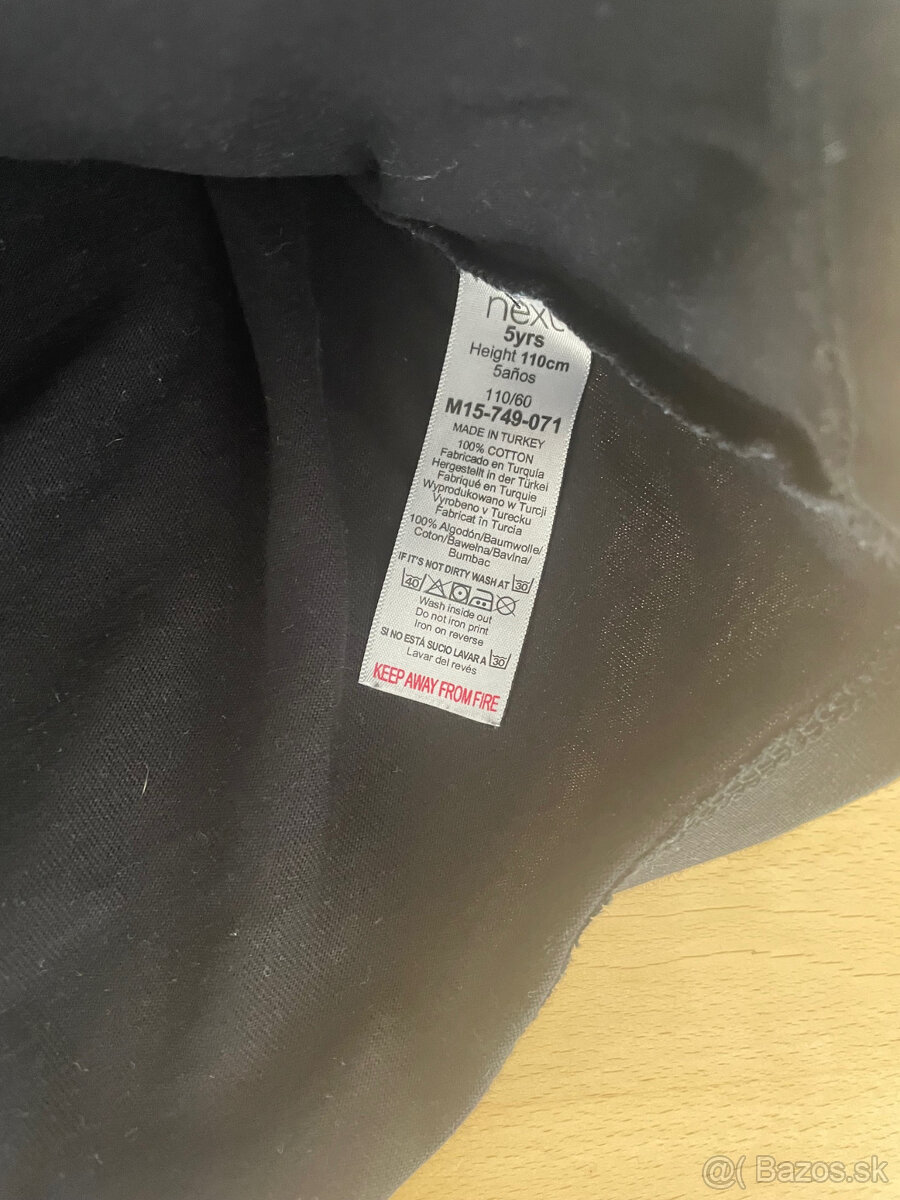 next
5yrs
Height 110cm
5años
110/60
M15-749-071
MADE IN TURKEY
100% COTTON
Fabricado en Turquía
Hergestellt in der Türkei
Fabriqué en Turquie
Wyprodukowano w Turcji
Vyrobeno v Turecku
Fabricat în Turcia
100% Algodón/Baumwolle/
Coton/Bawełna/Bavlna/
Bumbac
IF IT'S NOT DIRTY WASH AT 30
40
Wash inside out
Do not iron print
Iron on reverse
SI NO ESTÁ SUCIO LAVAR A 30
Lavar del revés
KEEP AWAY FROM FIRE
@( Bazos.sk